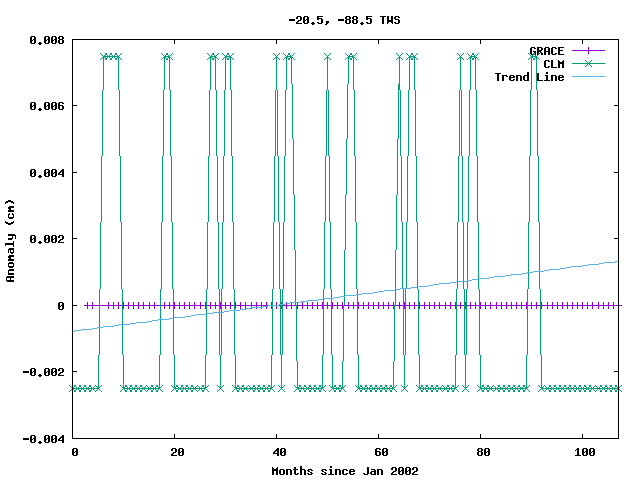 -20.5, -88.5 TWS
0.008
GRACE
CLM
Trend Line
0.006
0.004
0.002
0
-0.002
-0.004
Anomaly (cm)
0 20 40 60 80 100
Months since Jan 2002